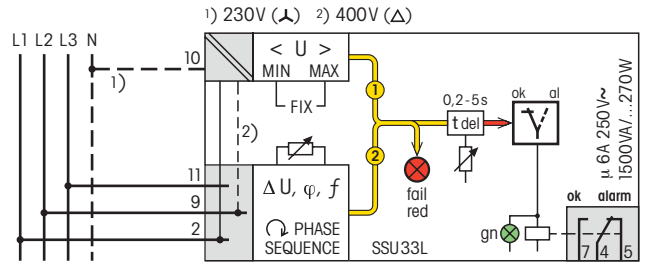 1) 230V (⅄) 2) 400V (△)
L1 L2 L3 N
10
1)
< U >
MIN MAX
FIX
2)
1
0,2-5s
t del
ok al
μ 6A 250V~
1500VA/...270W
2
fail
red
11
9
2
Δ U, φ, f
PHASE
SEQUENCE
SSU33L
gn
ok alarm
7 4 5